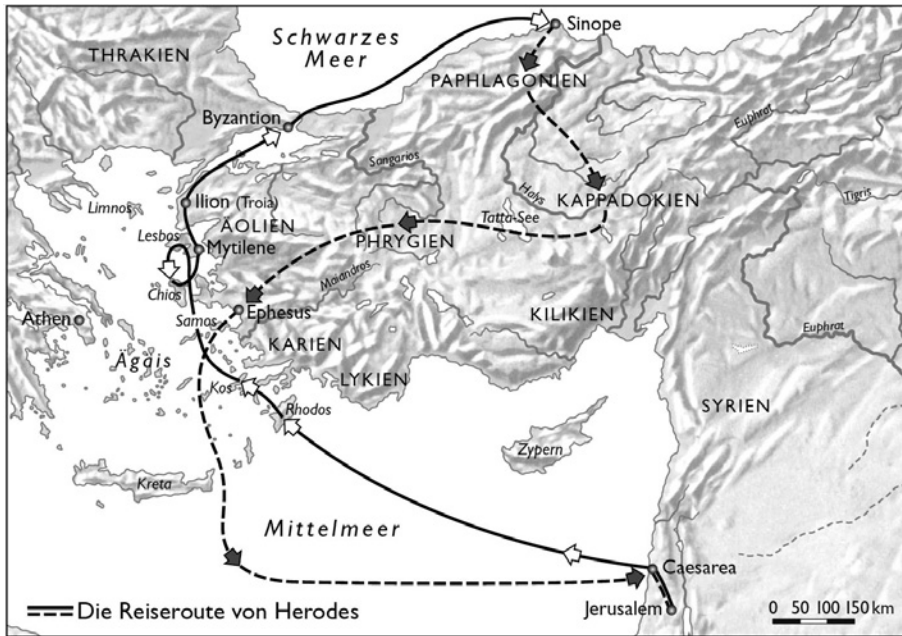 Sinope
Schwarzes
Meer
THRAKIEN
PAPHLAGONIEN
Byzantion
Euphrat
Sangarios
Halys
KAPPADOKIEN
Tigris
Limnos
Ilion (Troia)
ÄOLIEN
Tatta-See
Lesbos
Mytilene
PHRYGIEN
Maiandros
Chios
Ephesus
Samos
KILIKIEN
Athen
Euphrat
KARIEN
Ägäis
LYKIEN
Kos
Rhodos
SYRIEN
Zypern
Kreta
Mittelmeer
Caesarea
Die Reiseroute von Herodes
Jerusalem
0 50 100 150 km